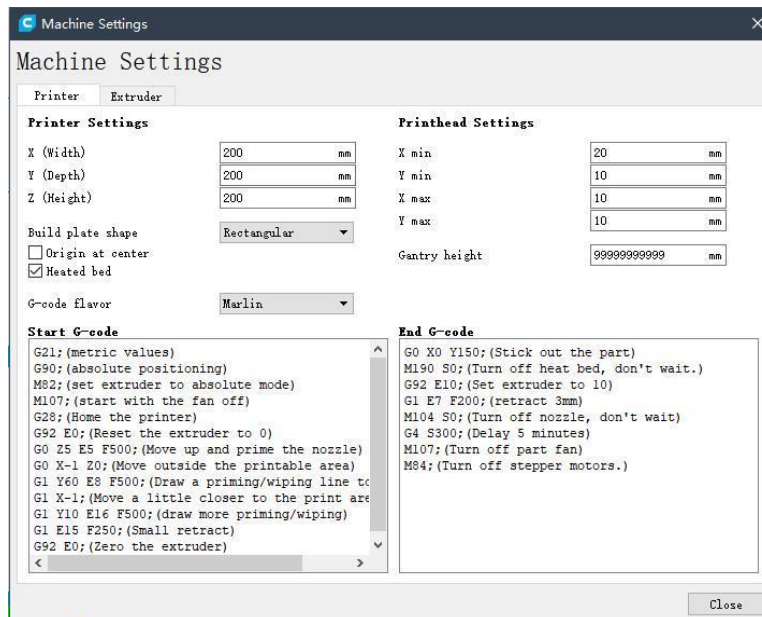 Machine Settings
Machine Settings
Printer
Extruder
Printer Settings
X (Width)
200 mm
Y (Depth)
200 mm
Z (Height)
200 mm
Build plate shape
Rectangular
Origin at center
Heated bed
G-code flavor
Marlin
Printhead Settings
X min
20 mm
Y min
10 mm
X max
10 mm
Y max
10 mm
Gantry height
99999999999 mm
Start G-code
G21;(metric values)
G90;(absolute positioning)
M82;(set extruder to absolute mode)
M107;(start with the fan off)
G28;(Home the printer)
G92 E0;(Reset the extruder to 0)
G0 Z5 E5 F500;(Move up and prime the nozzle)
G0 X-1 Z0;(Move outside the printable area)
G1 Y60 E8 F500;(Draw a priming/wiping line to
G1 X-1;(Move a little closer to the print are
G1 Y10 E16 F500;(draw more priming/wiping)
G1 E15 F250;(Small retract)
G92 E0;(Zero the extruder)
End G-code
G0 X0 Y150;(Stick out the part)
M190 S0;(Turn off heat bed, don't wait.)
G92 E10;(Set extruder to 10)
G1 E7 F200;(retract 3mm)
M104 S0;(Turn off nozzle, don't wait)
G4 S300;(Delay 5 minutes)
M107;(Turn off part fan)
M84;(Turn off stepper motors.)
Close